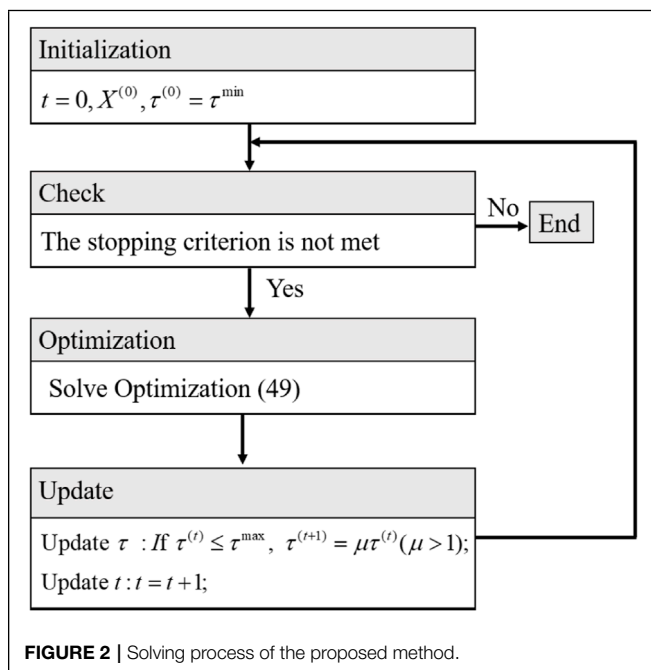 Initialization
t = 0, X^(0), τ^(0) = τ^min
Check
The stopping criterion is not met
No
End
Yes
Optimization
Solve Optimization (49)
Update
Update τ : If τ^(t) ≤ τ^max, τ^(t+1) = μτ^(t)(μ > 1);
Update t : t = t + 1;
FIGURE 2 | Solving process of the proposed method.